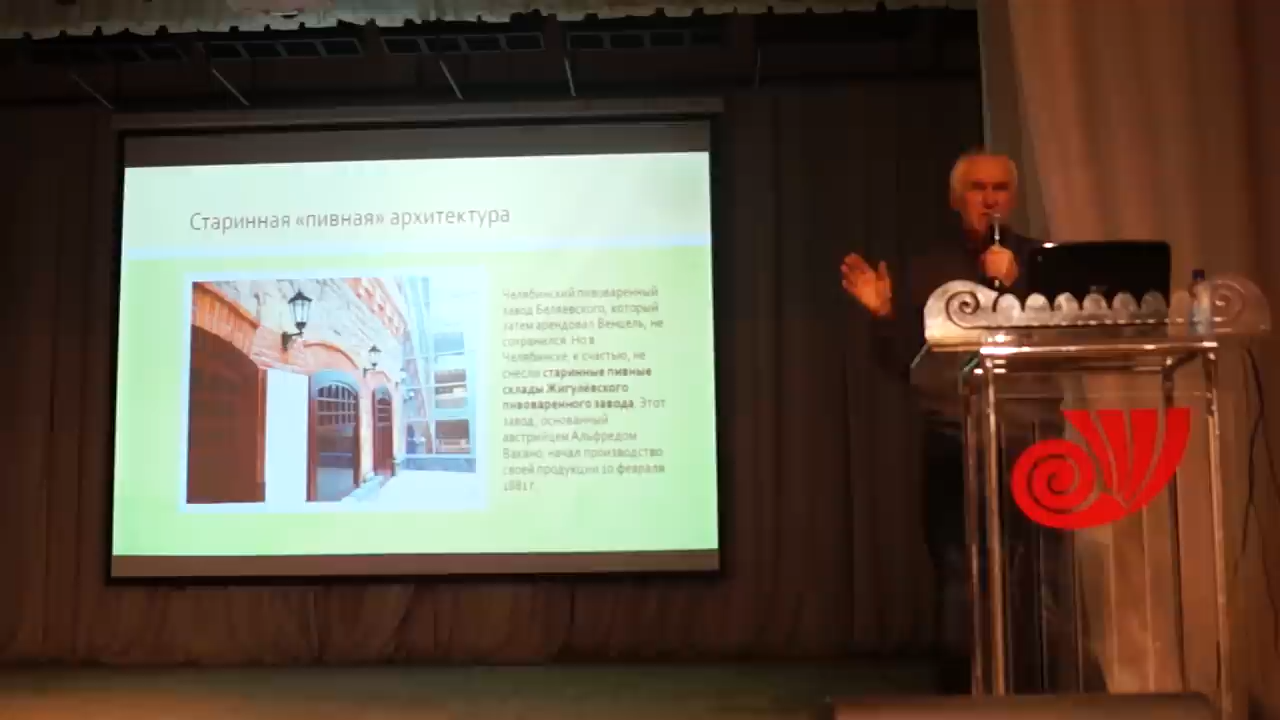 Старинная «пивная» архитектура
Челябинский пивоваренный
завод Беляевского, который
затем арендовал Венцель, не
сохранился. Но в
Челябинске, к счастью, не
снесли старинные пивные
склады Жигулёвского
пивоваренного завода. Этот
завод, основанный
австрийцем Альфредом
Вакано, начал производство
своей продукции 10 февраля
1881 г.